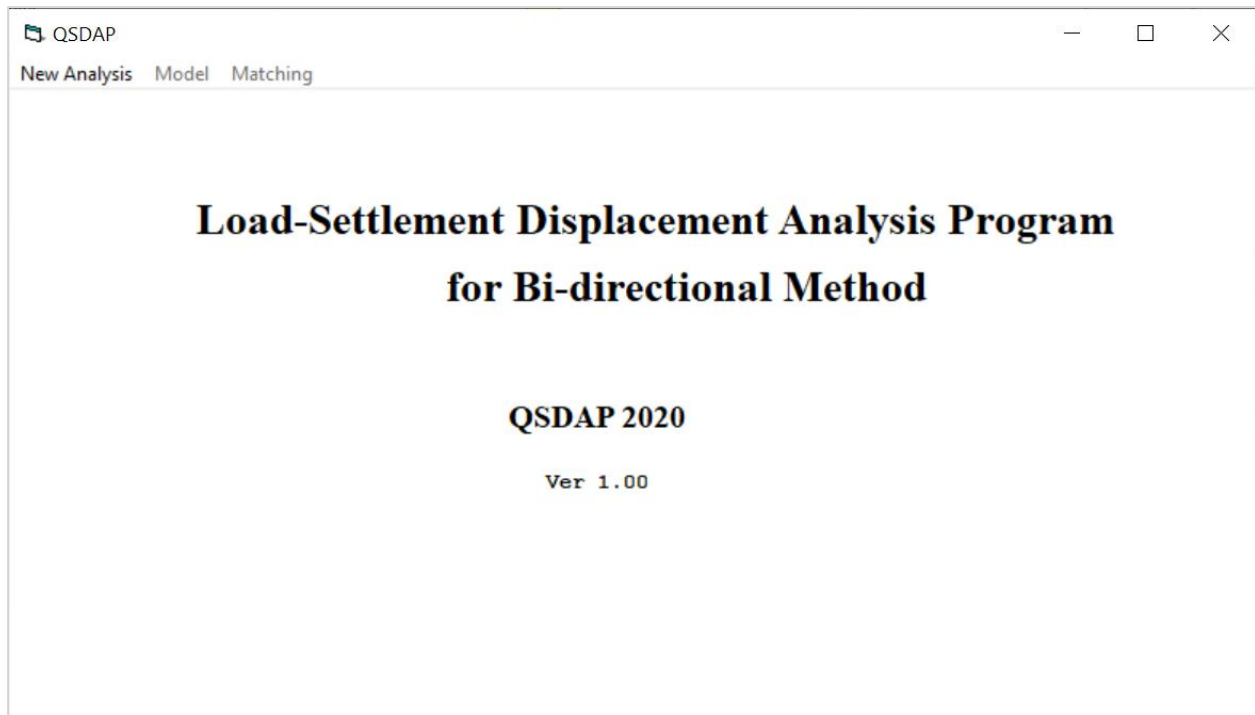 QSDAP
New Analysis Model Matching
Load-Settlement Displacement Analysis Program
for Bi-directional Method
QSDAP 2020
Ver 1.00